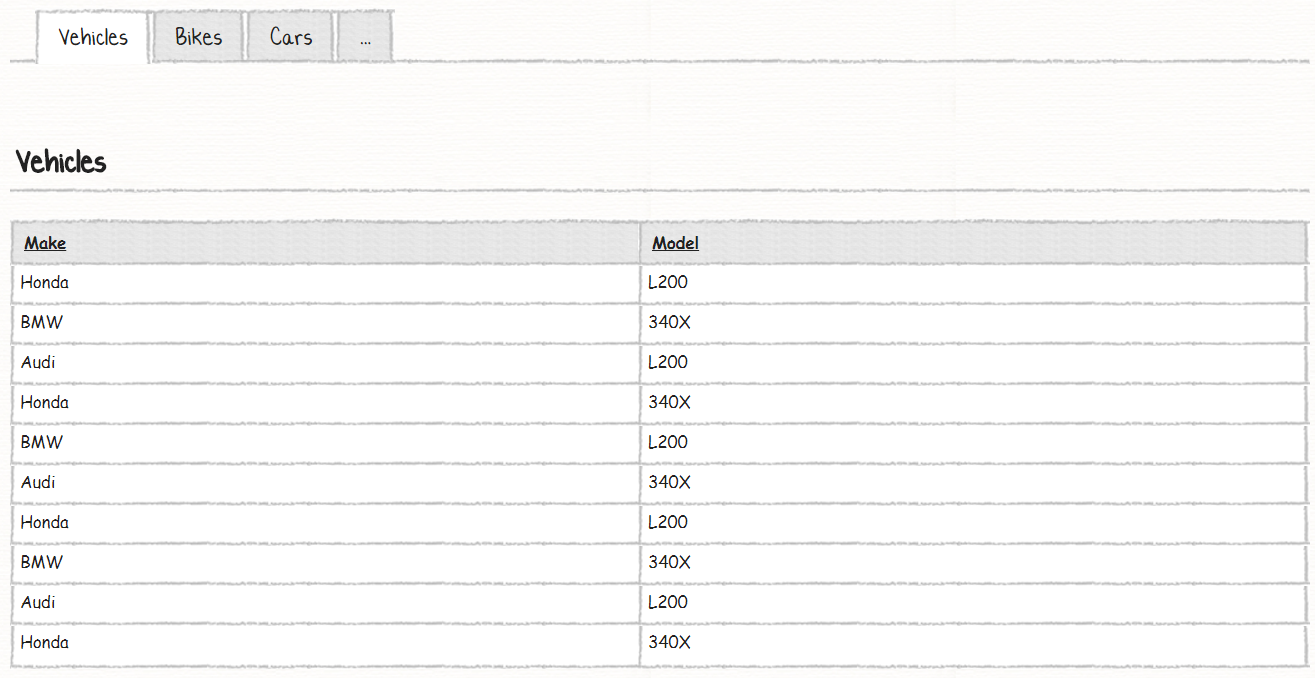 Vehicles Bikes Cars ...
Vehicles
Make Model
Honda L200
BMW 340X
Audi L200
Honda 340X
BMW L200
Audi 340X
Honda L200
BMW 340X
Audi L200
Honda 340X